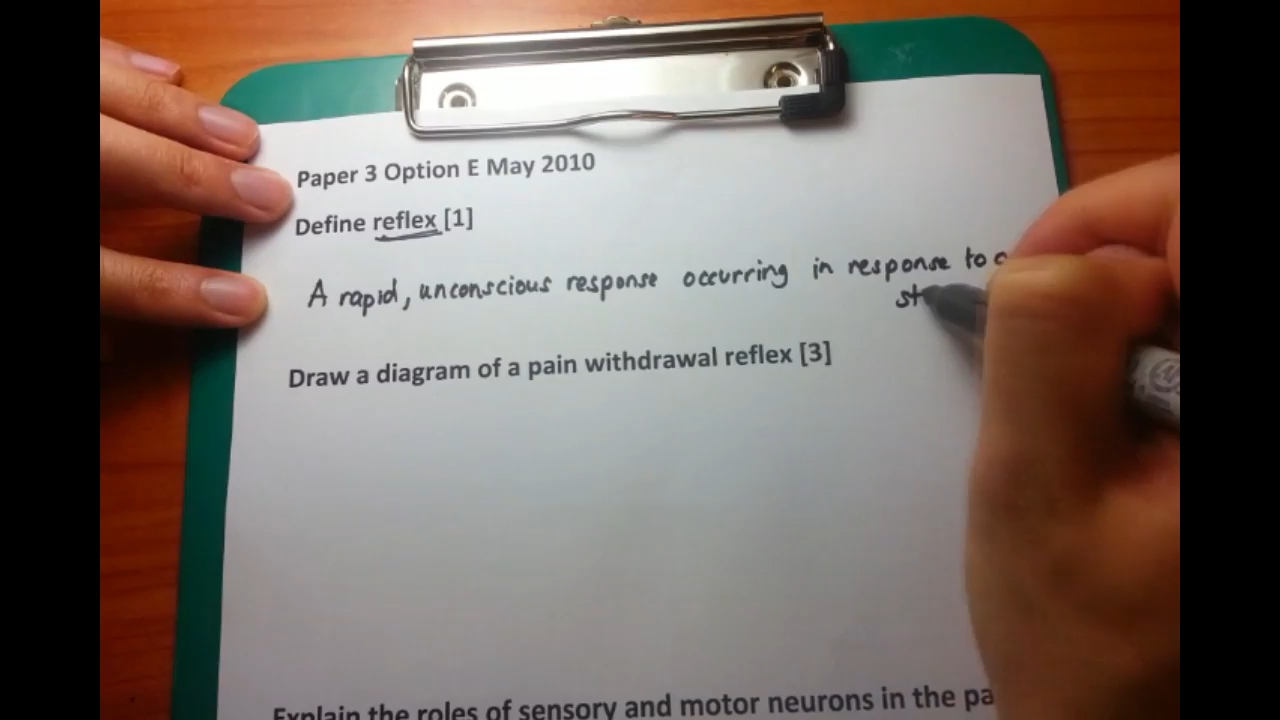 Paper 3 Option E May 2010
Define reflex [1]
A rapid, unconscious response occurring in response to
Draw a diagram of a pain withdrawal reflex [3]
Explain the roles of sensory and motor neurons in the